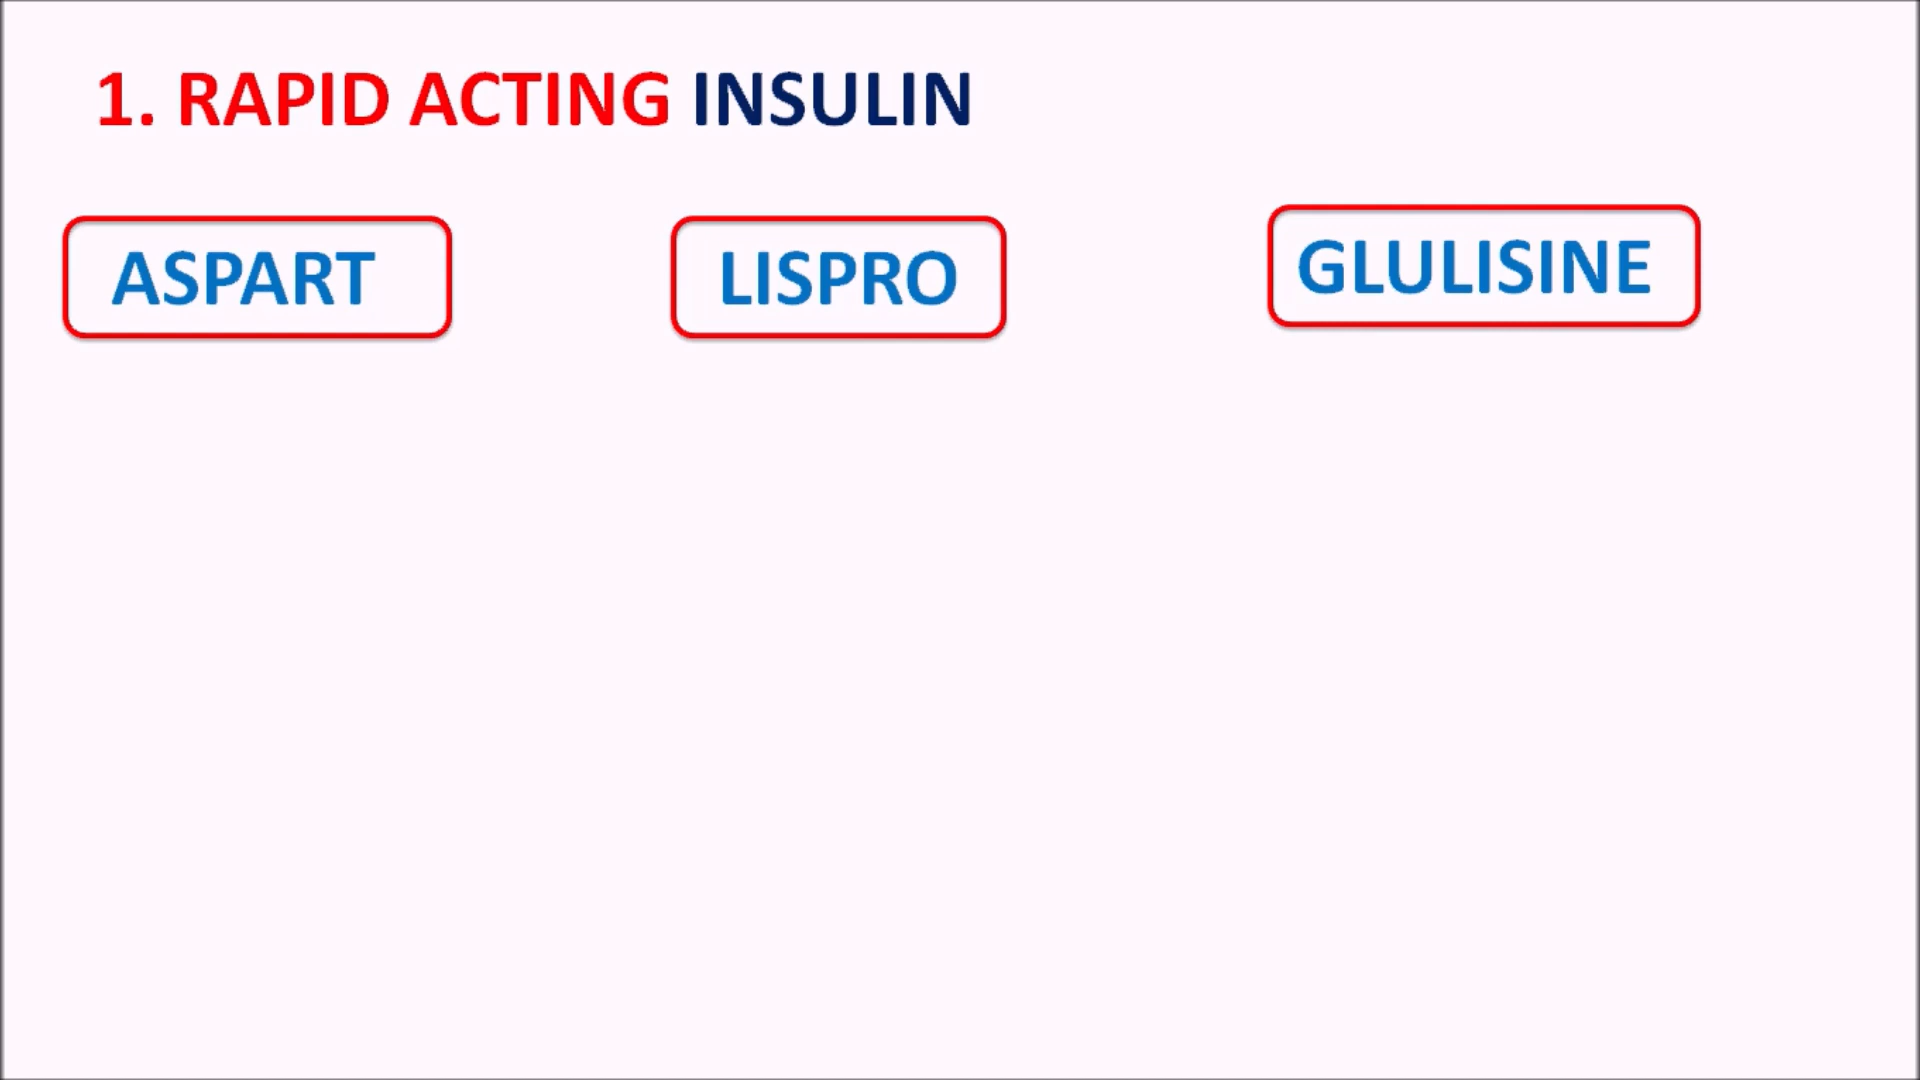 1. RAPID ACTING INSULIN
ASPART
LISPRO
GLULISINE